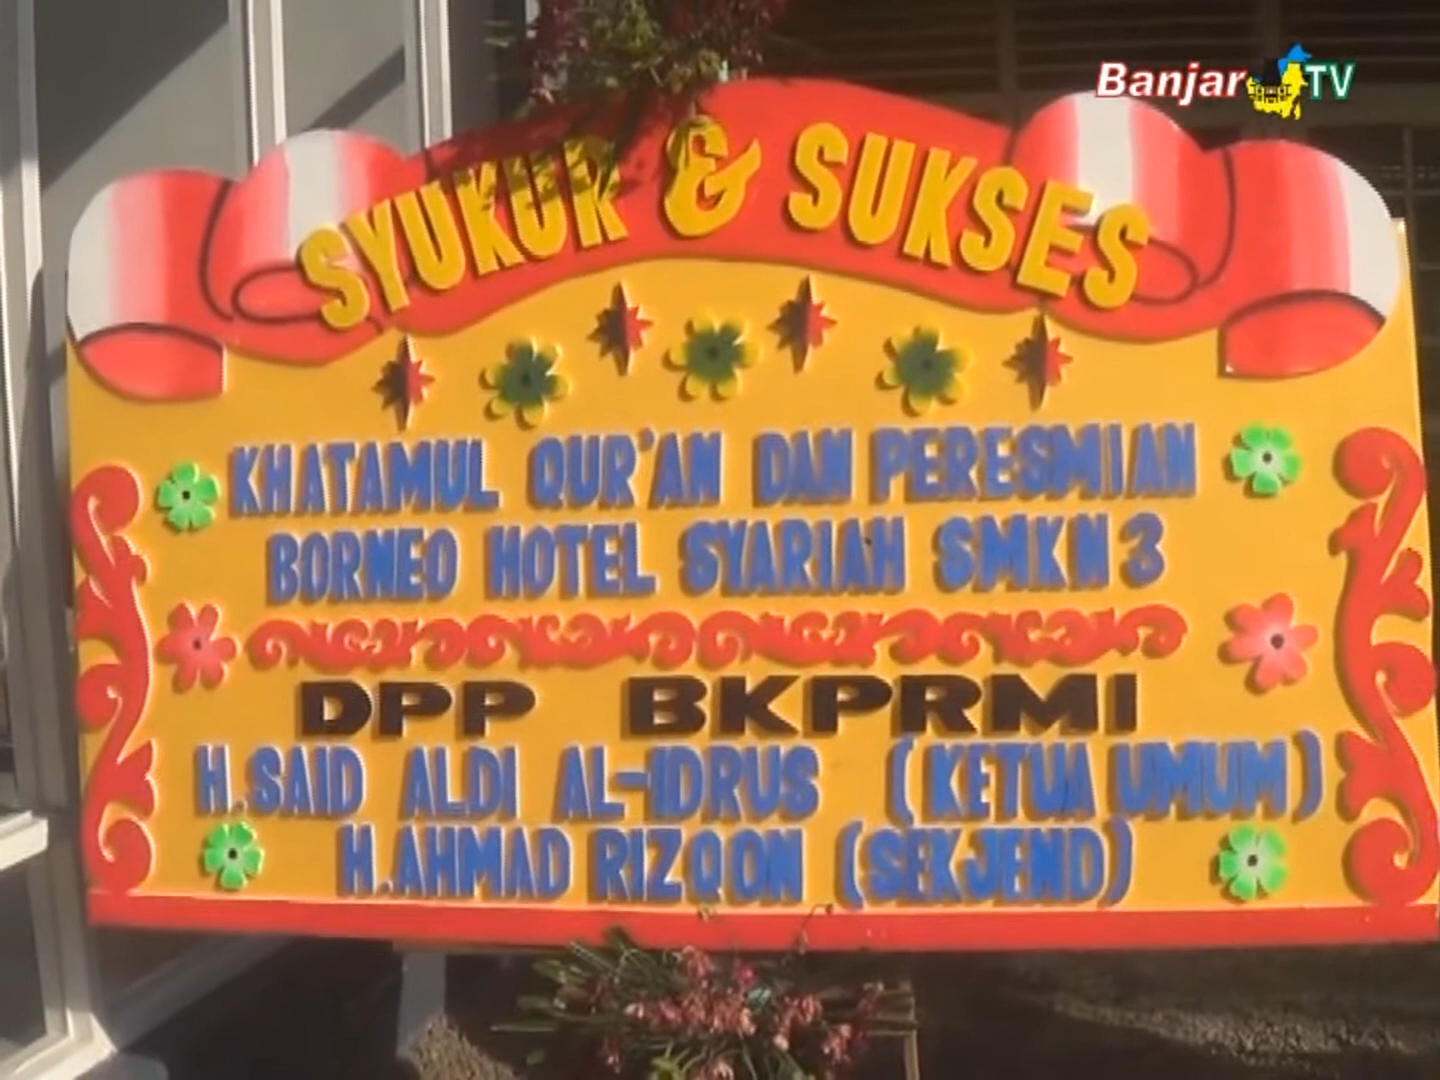 Banjar TV
SYUKUR & SUKSES
KHATAMUL QUR'AN DAN PERESMIAN
BORNEO HOTEL SYARIAH SMKN 3
DPP BKPRMI
H.SAID ALDI AL-IDRUS (KETUA UMUM)
H.AHMAD RIZQON (SEKJEND)